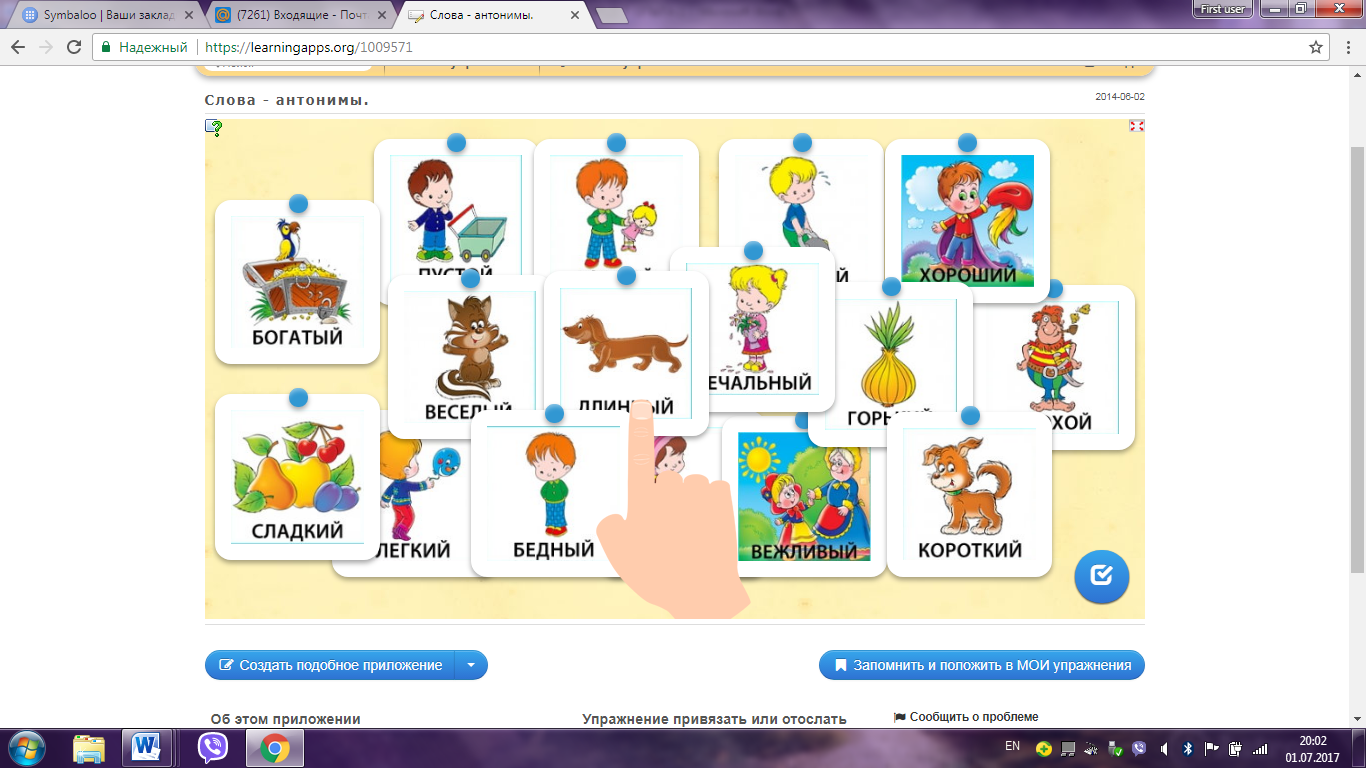 Symbaloo | Ваши заклад
(7261) Входящие - Почт
Слова - антонимы.
First user
Надежный
https://learningapps.org/1009571
Слова - антонимы.
2014-06-02
ХОРОШИЙ
БОГАТЫЙ
ВЕСЕЛЫЙ
СЛАДКИЙ
ЛЕГКИЙ
БЕДНЫЙ
ВЕЖЛИВЫЙ
КОРОТКИЙ
Создать подобное приложение
Запомнить и положить в МОИ упражнения
Об этом приложении
Упражнение привязать или отослать
Сообщить о проблеме
EN
20:02
01.07.2017